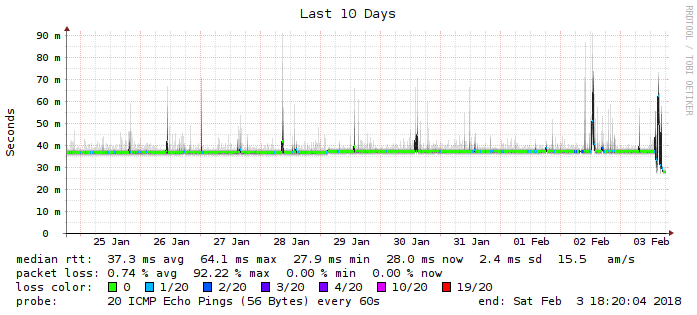 Last 10 Days
RRDTOOL / TOBI OETIKER
Seconds
90 m
80 m
70 m
60 m
50 m
40 m
30 m
20 m
10 m
0
25 Jan 26 Jan 27 Jan 28 Jan 29 Jan 30 Jan 31 Jan 01 Feb 02 Feb 03 Feb
median rtt: 37.3 ms avg 64.1 ms max 27.9 ms min 28.0 ms now 2.4 ms sd 15.5 am/s
packet loss: 0.74 % avg 92.22 % max 0.00 % min 0.00 % now
loss color: 0 1/20 2/20 3/20 4/20 10/20 19/20
probe: 20 ICMP Echo Pings (56 Bytes) every 60s end: Sat Feb 3 18:20:04 2018